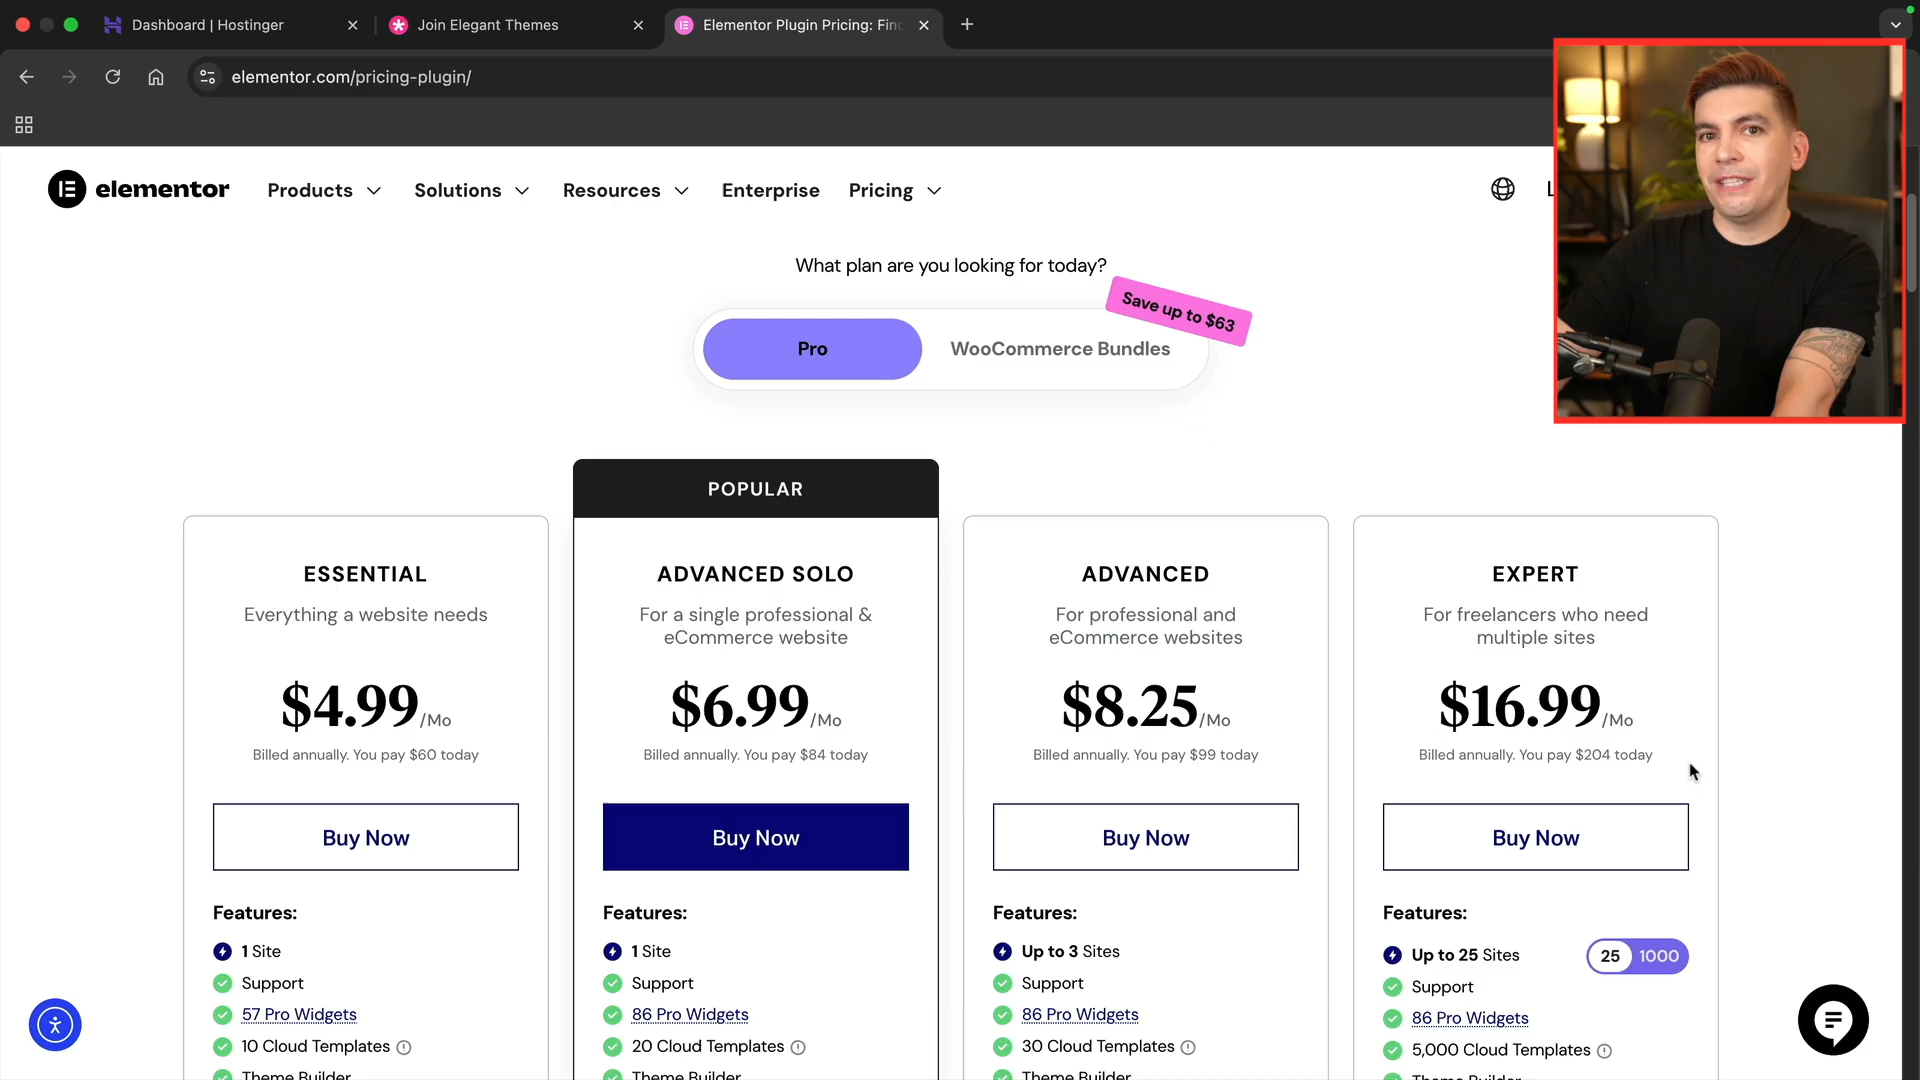 Dashboard | Hostinger
Join Elegant Themes
Elementor Plugin Pricing: Find
elementor.com/pricing-plugin/
elementor
Products
Solutions
Resources
Enterprise
Pricing
What plan are you looking for today?
Save up to $63
Pro
WooCommerce Bundles
POPULAR
ESSENTIAL
Everything a website needs
$4.99/Mo
Billed annually. You pay $60 today
Buy Now
Features:
1 Site
Support
57 Pro Widgets
10 Cloud Templates
Theme Builder
ADVANCED SOLO
For a single professional &
eCommerce website
$6.99/Mo
Billed annually. You pay $84 today
Buy Now
Features:
1 Site
Support
86 Pro Widgets
20 Cloud Templates
Theme Builder
ADVANCED
For professional and
eCommerce websites
$8.25/Mo
Billed annually. You pay $99 today
Buy Now
Features:
Up to 3 Sites
Support
86 Pro Widgets
30 Cloud Templates
Theme Builder
EXPERT
For freelancers who need
multiple sites
$16.99/Mo
Billed annually. You pay $204 today
Buy Now
Features:
Up to 25 Sites
25 1000
Support
86 Pro Widgets
5,000 Cloud Templates